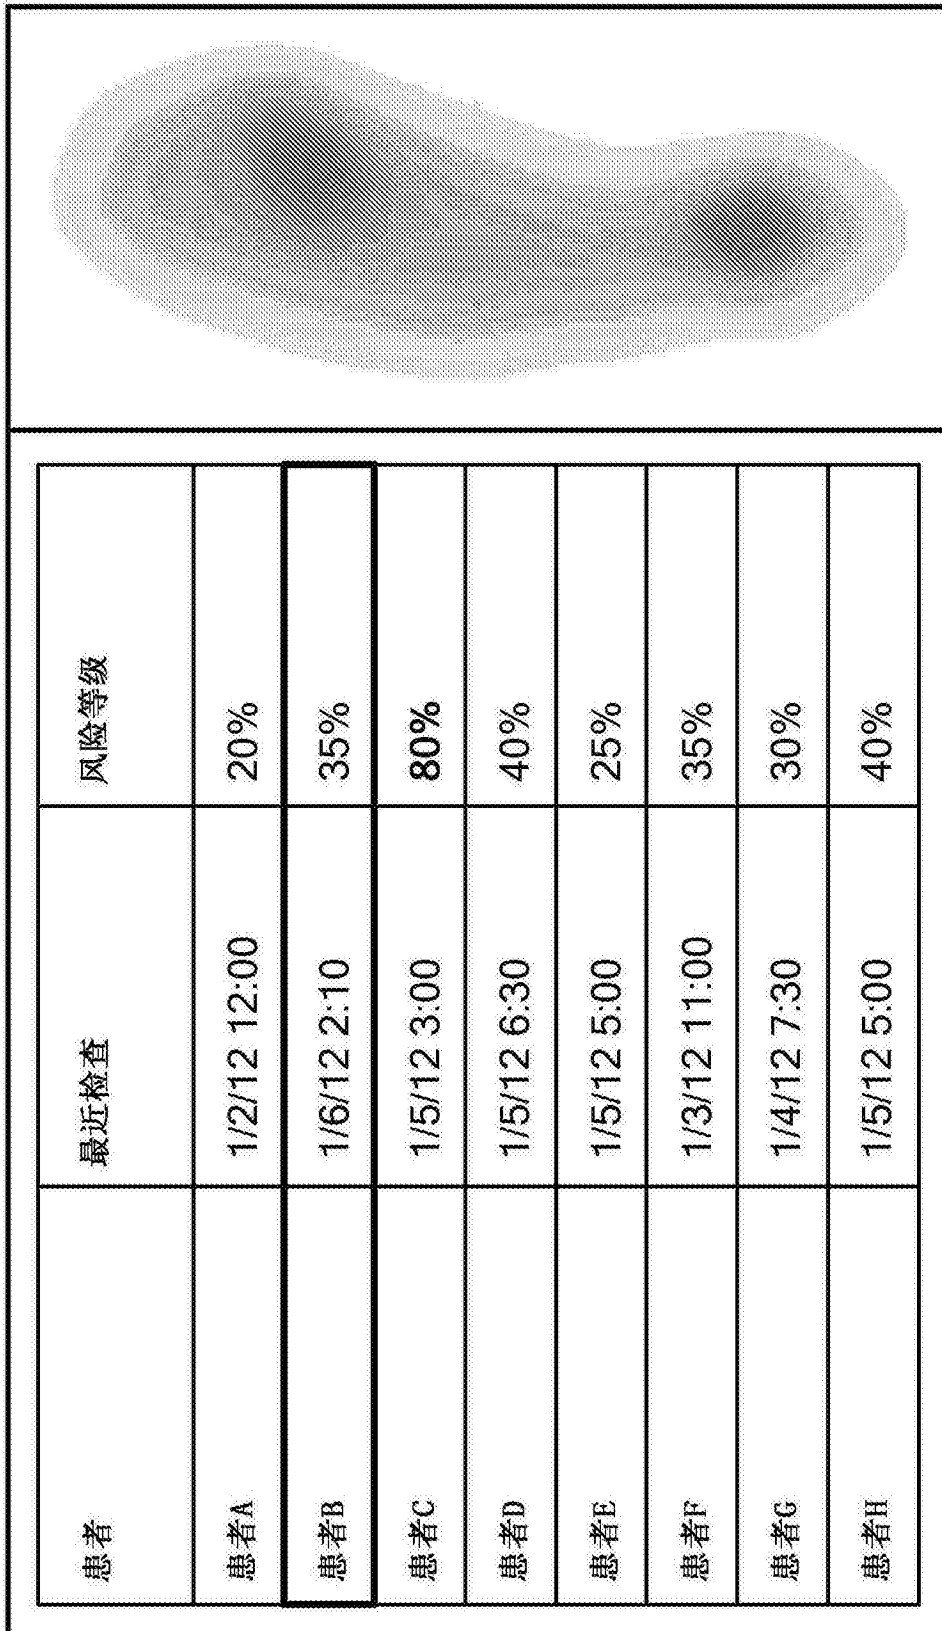 患者 最近检查 风险等级
患者A 1/2/12 12:00 20%
患者B 1/6/12 2:10 35%
患者C 1/5/12 3:00 80%
患者D 1/5/12 6:30 40%
患者E 1/5/12 5:00 25%
患者F 1/3/12 11:00 35%
患者G 1/4/12 7:30 30%
患者H 1/5/12 5:00 40%